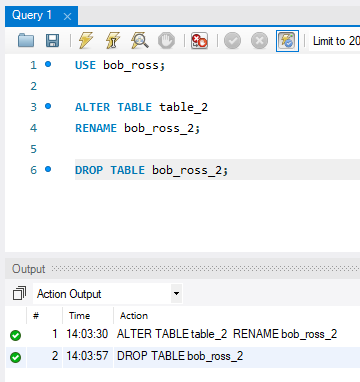 Query 1
Limit to 20
1 USE bob_ross;
2
3 ALTER TABLE table_2
4 RENAME bob_ross_2;
5
6 DROP TABLE bob_ross_2;
Output
Action Output
# Time Action
1 14:03:30 ALTER TABLE table_2 RENAME bob_ross_2
2 14:03:57 DROP TABLE bob_ross_2